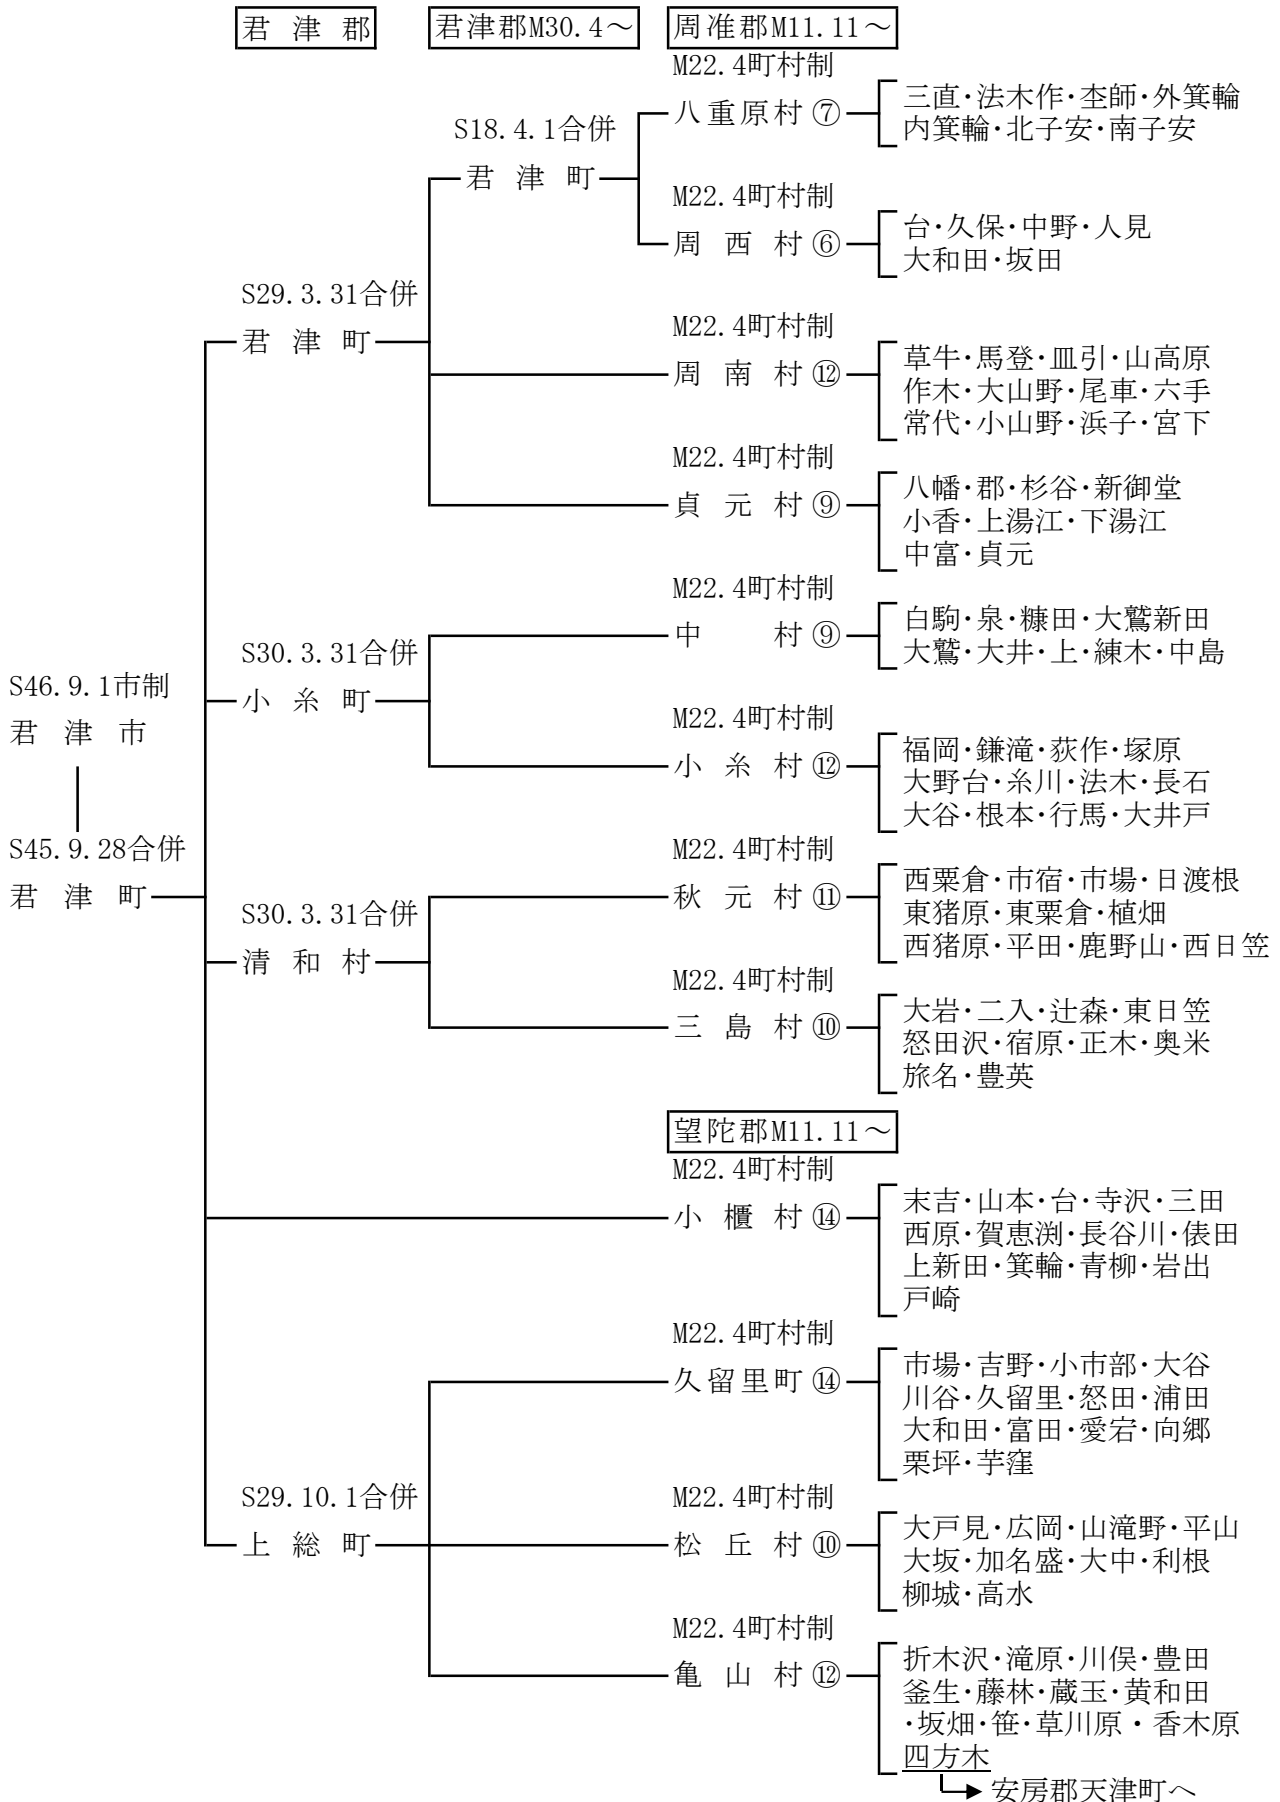 君津郡
君津郡M30.4～
周准郡M11.11～
M22.4町村制
八重原村⑦
三直・法木作・杢師・外箕輪
内箕輪・北子安・南子安
S18.4.1合併
君津町
M22.4町村制
周西村⑥
台・久保・中野・人見
大和田・坂田
S29.3.31合併
君津町
M22.4町村制
周南村⑫
草牛・馬登・皿引・山高原
作木・大山野・尾車・六手
常代・小山野・浜子・宮下
M22.4町村制
貞元村⑨
八幡・郡・杉谷・新御堂
小香・上湯江・下湯江
中富・貞元
M22.4町村制
中村⑨
白駒・泉・糠田・大鷲新田
大鷲・大井・上・練木・中島
S30.3.31合併
小糸町
M22.4町村制
小糸村⑫
福岡・鎌滝・荻作・塚原
大野台・糸川・法木・長石
大谷・根本・行馬・大井戸
S46.9.1市制
君津市
S45.9.28合併
君津町
M22.4町村制
秋元村⑪
西粟倉・市宿・市場・日渡根
東猪原・東粟倉・植畑
西猪原・平田・鹿野山・西日笠
S30.3.31合併
清和村
M22.4町村制
三島村⑩
大岩・二入・辻森・東日笠
怒田沢・宿原・正木・奥米
旅名・豊英
望陀郡M11.11～
M22.4町村制
小櫃村⑭
末吉・山本・台・寺沢・三田
西原・賀恵渕・長谷川・俵田
上新田・箕輪・青柳・岩出
戸崎
M22.4町村制
久留里町⑭
市場・吉野・小市部・大谷
川谷・久留里・怒田・浦田
大和田・富田・愛宕・向郷
栗坪・芋窪
S29.10.1合併
上総町
M22.4町村制
松丘村⑩
大戸見・広岡・山滝野・平山
大坂・加名盛・大中・利根
柳城・高水
M22.4町村制
亀山村⑫
折木沢・滝原・川俣・豊田
釜生・藤林・蔵玉・黄和田
・坂畑・笹・草川原・香木原
四方木
安房郡天津町へ